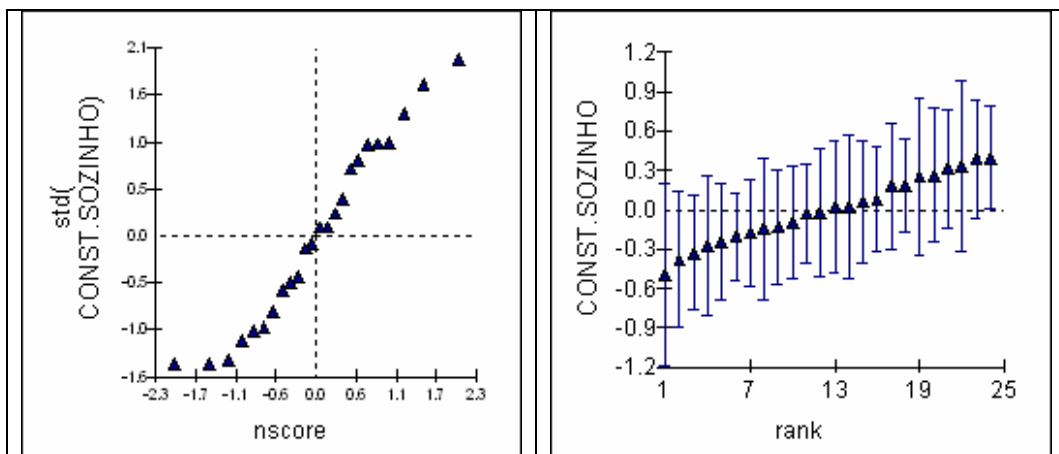 2.1
1.6
1.0
0.5
0.0
-0.5
-1.0
-1.6
std(
CONST.SOZINHO)
-2.3 -1.7 -1.1 -0.6 0.0 0.6 1.1 1.7 2.3
nscore
1.2
0.9
0.6
0.3
0.0
-0.3
-0.6
-0.9
-1.2
CONST.SOZINHO
1 7 13 19 25
rank